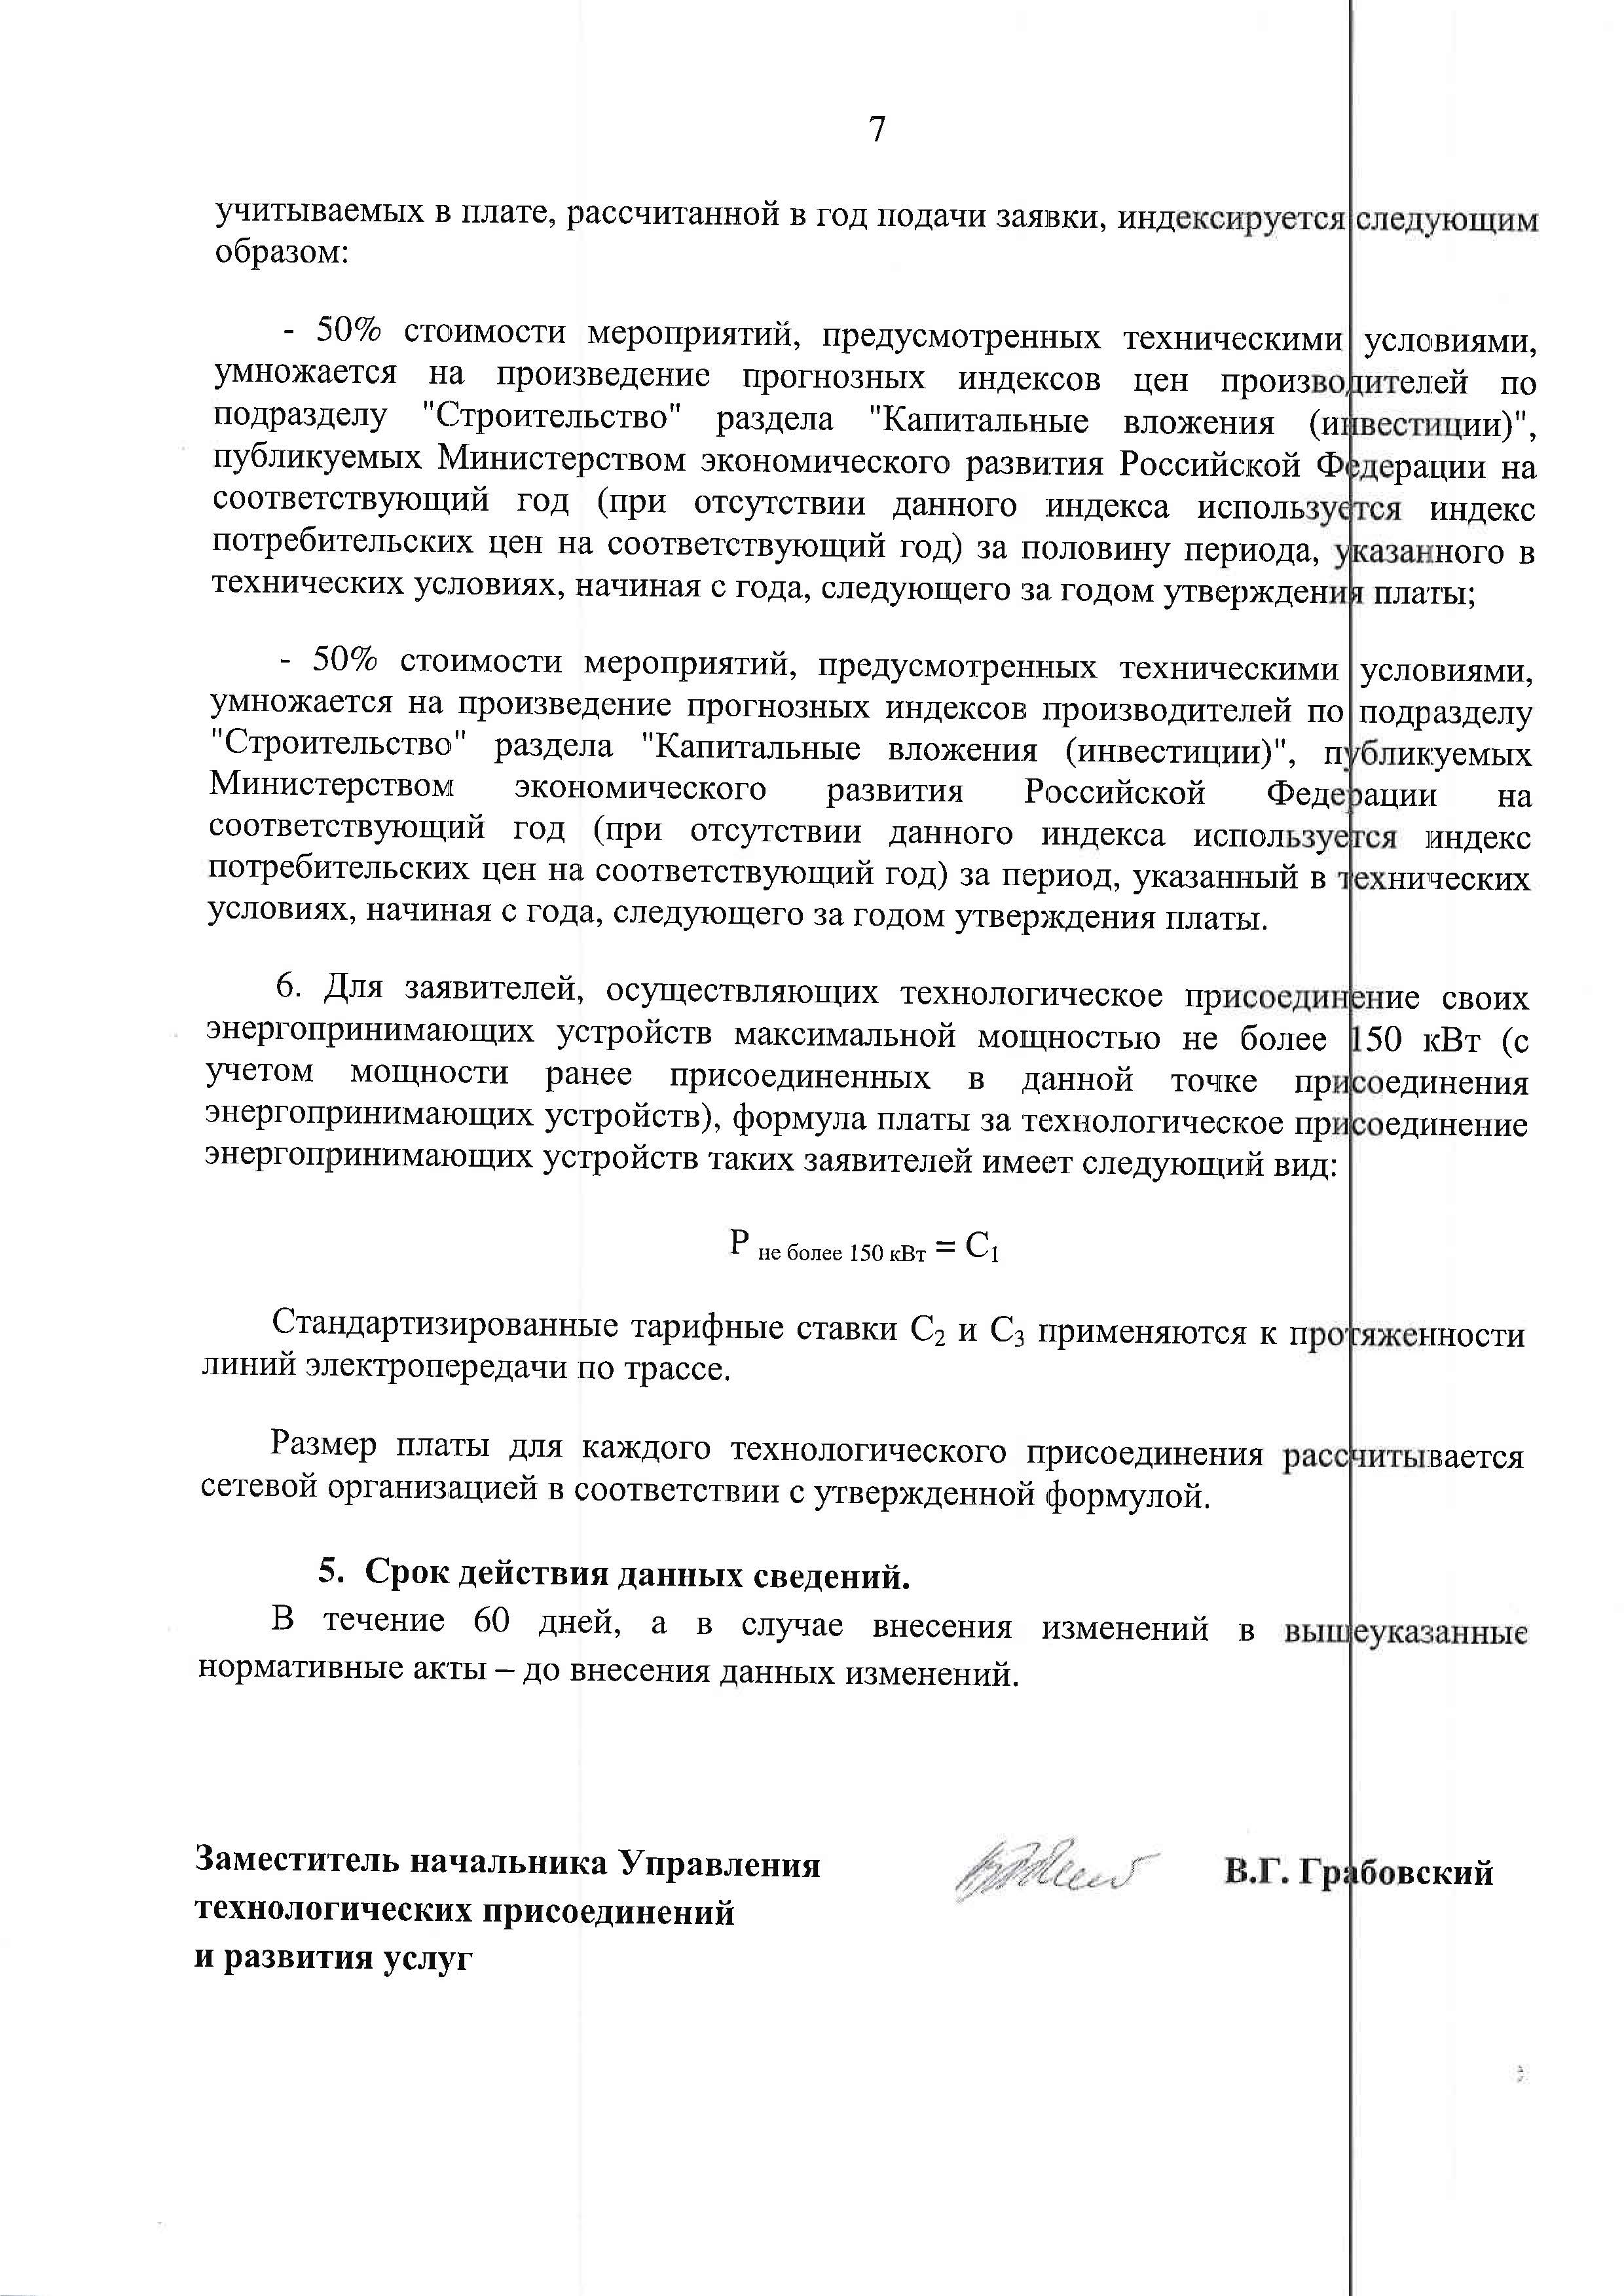 7
учитываемых в плате, рассчитанной в год подачи заявки, индексируется следующим
образом:
- 50% стоимости мероприятий, предусмотренных техническими условиями,
умножается на произведение прогнозных индексов цен производителей по
подразделу "Строительство" раздела "Капитальные вложения (инвестиции)",
публикуемых Министерством экономического развития Российской Федерации на
соответствующий год (при отсутствии данного индекса используется индекс
потребительских цен на соответствующий год) за половину периода, указанного в
технических условиях, начиная с года, следующего за годом утверждения платы;
- 50% стоимости мероприятий, предусмотренных техническими условиями,
умножается на произведение прогнозных индексов производителей по подразделу
"Строительство" раздела "Капитальные вложения (инвестиции)", публикуемых
Министерством экономического развития Российской Федерации на
соответствующий год (при отсутствии данного индекса используется индекс
потребительских цен на соответствующий год) за период, указанный в технических
условиях, начиная с года, следующего за годом утверждения платы.
6. Для заявителей, осуществляющих технологическое присоединение своих
энергопринимающих устройств максимальной мощностью не более 150 кВт (с
учетом мощности ранее присоединенных в данной точке присоединения
энергопринимающих устройств), формула платы за технологическое присоединение
энергопринимающих устройств таких заявителей имеет следующий вид:
Р не более 150 кВт = С1
Стандартизированные тарифные ставки С2 и С3 применяются к протяженности
линий электропередачи по трассе.
Размер платы для каждого технологического присоединения рассчитывается
сетевой организацией в соответствии с утвержденной формулой.
5. Срок действия данных сведений.
В течение 60 дней, а в случае внесения изменений в вышеуказанные
нормативные акты – до внесения данных изменений.
Заместитель начальника Управления В.Г. Грабовский
технологических присоединений
и развития услуг